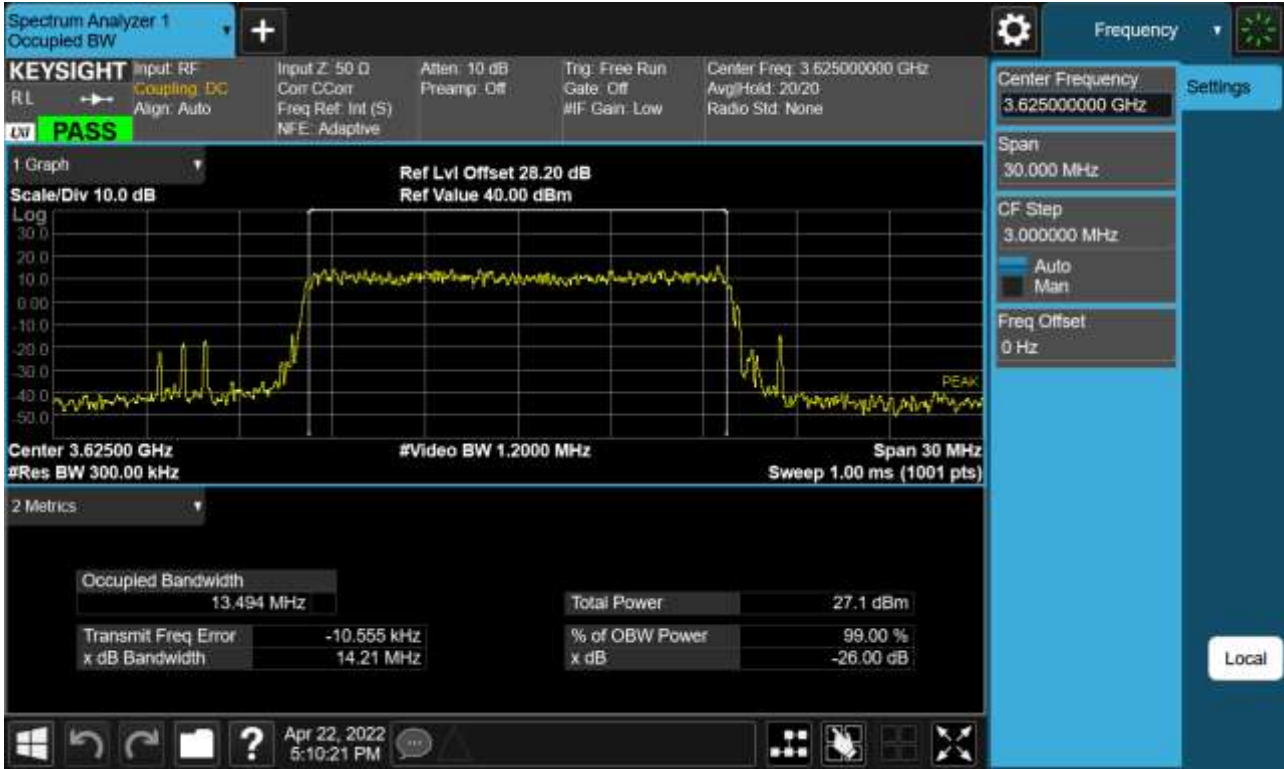 Spectrum Analyzer 1
Occupied BW
Frequency
KEYSIGHT
RL
LXI
PASS
Input: RF
Coupling: DC
Align: Auto
Input Z: 50 Ω
Corr CCorr
Freq Ref: Int (S)
NFE: Adaptive
Atten: 10 dB
Preamp: Off
Trig: Free Run
Gate: Off
#IF Gain: Low
Center Freq: 3.625000000 GHz
Avg|Hold: 20/20
Radio Std: None
Center Frequency
3.625000000 GHz
Settings
Span
30.000 MHz
CF Step
3.000000 MHz
Auto
Man
Freq Offset
0 Hz
Local
1 Graph
Scale/Div 10.0 dB
Ref Lvl Offset 28.20 dB
Ref Value 40.00 dBm
Log
30.0
20.0
10.0
0.00
-10.0
-20.0
-30.0
-40.0
-50.0
PEAK
Center 3.62500 GHz
#Video BW 1.2000 MHz
Span 30 MHz
#Res BW 300.00 kHz
Sweep 1.00 ms (1001 pts)
2 Metrics
Occupied Bandwidth
13.494 MHz
Total Power 27.1 dBm
Transmit Freq Error -10.555 kHz
% of OBW Power 99.00 %
x dB Bandwidth 14.21 MHz
x dB -26.00 dB
?
Apr 22, 2022
5:10:21 PM